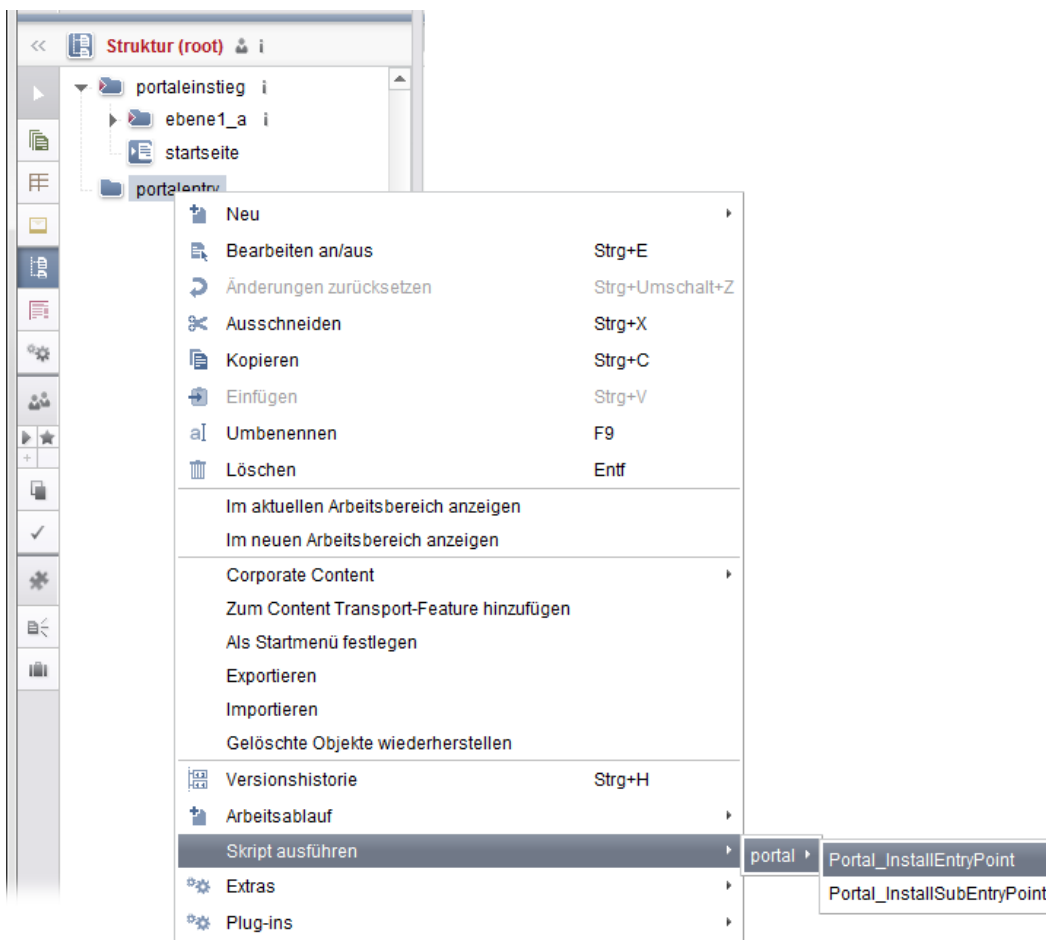 Struktur (root)
portaleinstieg
ebene1_a
startseite
portalentry
Neu
Bearbeiten an/aus Strg+E
Änderungen zurücksetzen Strg+Umschalt+Z
Ausschneiden Strg+X
Kopieren Strg+C
Einfügen Strg+V
Umbenennen F9
Löschen Entf
Im aktuellen Arbeitsbereich anzeigen
Im neuen Arbeitsbereich anzeigen
Corporate Content
Zum Content Transport-Feature hinzufügen
Als Startmenü festlegen
Exportieren
Importieren
Gelöschte Objekte wiederherstellen
Versionshistorie Strg+H
Arbeitsablauf
Skript ausführen portal Portal_InstallEntryPoint
Portal_InstallSubEntryPoint
Extras
Plug-ins